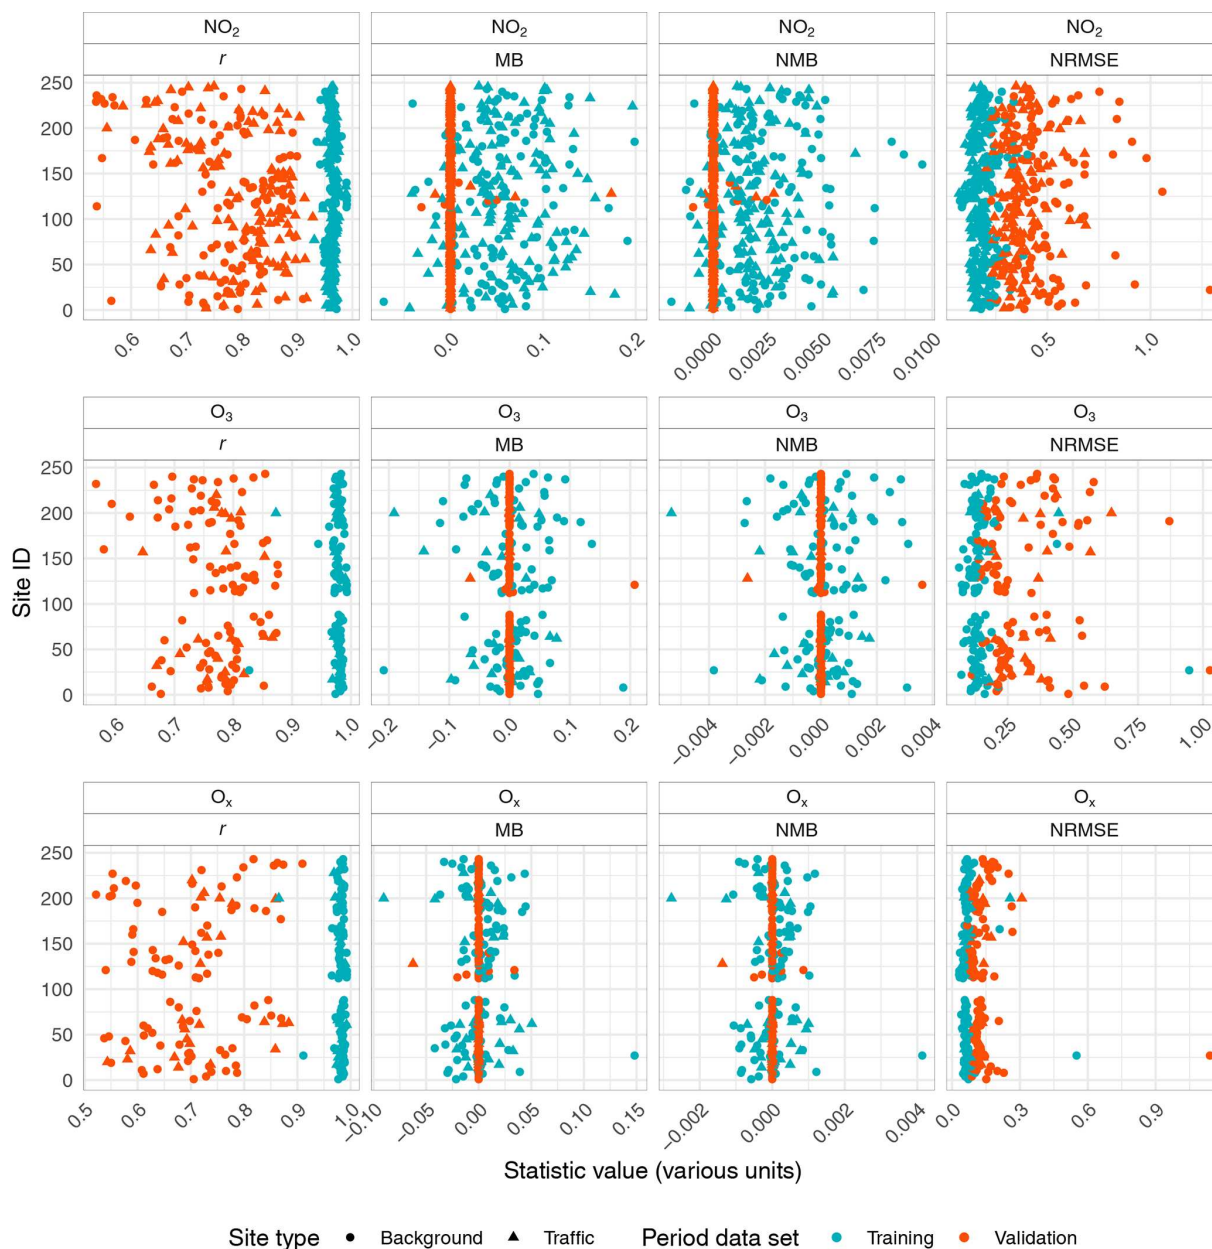 NO₂ NO₂ NO₂ NO₂
r MB NMB NRMSE
250
200
150
100
50
0
0.6 0.7 0.8 0.9 1.0 0.0 0.1 0.2 0.0000 0.0025 0.0050 0.0075 0.0100 0.5 1.0
O₃ O₃ O₃ O₃
r MB NMB NRMSE
250
200
150
100
50
0
0.6 0.7 0.8 0.9 1.0 −0.2 −0.1 0.0 0.1 0.2 −0.004 −0.002 0.000 0.002 0.004 0.25 0.50 0.75 1.00
Site ID
Oₓ Oₓ Oₓ Oₓ
r MB NMB NRMSE
250
200
150
100
50
0
0.5 0.6 0.7 0.8 0.9 1.0 −0.10 −0.05 0.00 0.05 0.10 0.15 −0.002 0.000 0.002 0.004 0.0 0.3 0.6 0.9
Statistic value (various units)
Site type Background Traffic Period data set Training Validation